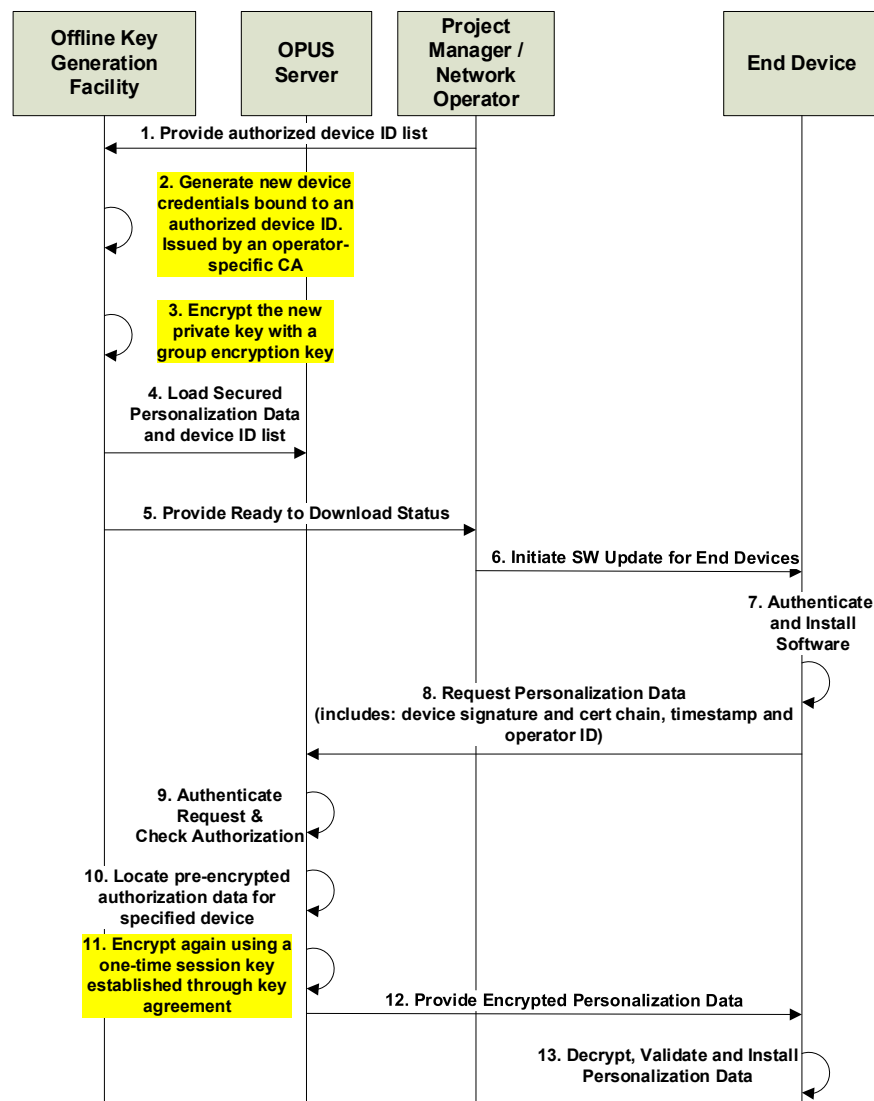 Offline Key
Generation
Facility
OPUS
Server
Project
Manager /
Network
Operator
End Device
1. Provide authorized device ID list
2. Generate new device
credentials bound to an
authorized device ID.
Issued by an operator-
specific CA
3. Encrypt the new
private key with a
group encryption key
4. Load Secured
Personalization Data
and device ID list
5. Provide Ready to Download Status
6. Initiate SW Update for End Devices
7. Authenticate
and Install
Software
8. Request Personalization Data
(includes: device signature and cert chain, timestamp and
operator ID)
9. Authenticate
Request &
Check Authorization
10. Locate pre-encrypted
authorization data for
specified device
11. Encrypt again using a
one-time session key
established through key
agreement
12. Provide Encrypted Personalization Data
13. Decrypt, Validate and Install
Personalization Data